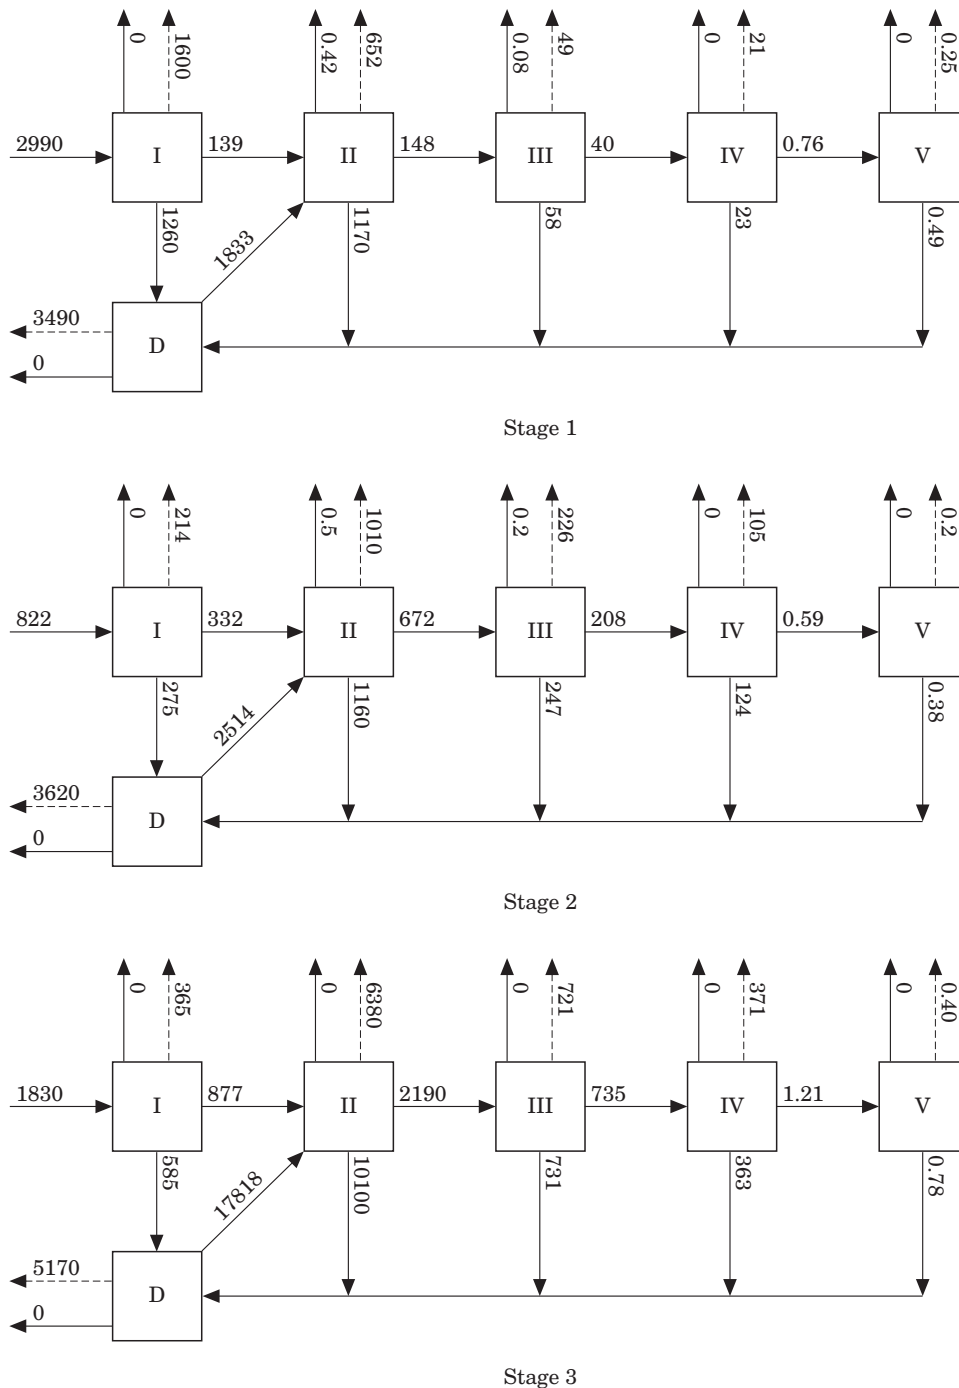 0 1600 0.42 652 0.08 49 0 21 0 0.25
2990 I 139 II 148 III 40 IV 0.76 V
1260 1833 1170 58 23 0.49
3490
D
0
Stage 1
0 214 0.5 1010 0.2 226 0 105 0 0.2
822 I 332 II 672 III 208 IV 0.59 V
275 2514 1160 247 124 0.38
3620
D
0
Stage 2
0 365 0 6380 0 721 0 371 0 0.40
1830 I 877 II 2190 III 735 IV 1.21 V
585 17818 10100 731 363 0.78
5170
D
0
Stage 3